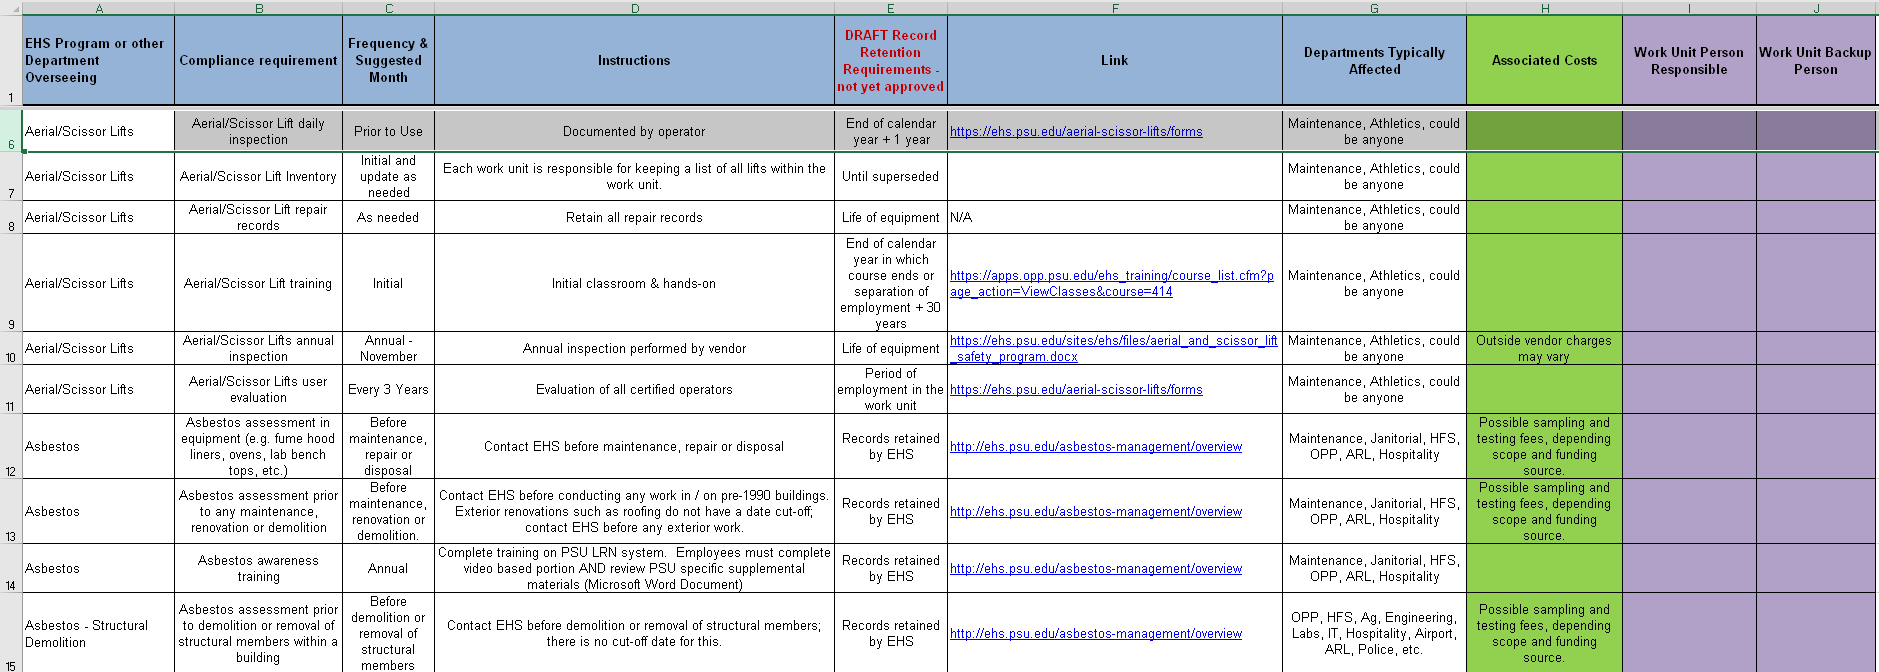 A B C D E F G H I J
1
EHS Program or other
Department
Overseeing
Compliance requirement
Frequency &
Suggested
Month
Instructions
DRAFT Record
Retention
Requirements -
not yet approved
Link
Departments Typically
Affected
Associated Costs
Work Unit Person
Responsible
Work Unit Backup
Person
6
Aerial/Scissor Lifts
Aerial/Scissor Lift daily
inspection
Prior to Use
Documented by operator
End of calendar
year + 1 year
https://ehs.psu.edu/aerial-scissor-lifts/forms
Maintenance, Athletics, could
be anyone
7
Aerial/Scissor Lifts
Aerial/Scissor Lift Inventory
Initial and
update as
needed
Each work unit is responsible for keeping a list of all lifts within the
work unit.
Until superseded
Maintenance, Athletics, could
be anyone
8
Aerial/Scissor Lifts
Aerial/Scissor Lift repair
records
As needed
Retain all repair records
Life of equipment
N/A
Maintenance, Athletics, could
be anyone
9
Aerial/Scissor Lifts
Aerial/Scissor Lift training
Initial
Initial classroom & hands-on
End of calendar
year in which
course ends or
separation of
employment + 30
years
https://apps.opp.psu.edu/ehs_training/course_list.cfm?p
age_action=ViewClasses&course=414
Maintenance, Athletics, could
be anyone
10
Aerial/Scissor Lifts
Aerial/Scissor Lifts annual
inspection
Annual -
November
Annual inspection performed by vendor
Life of equipment
https://ehs.psu.edu/sites/ehs/files/aerial_and_scissor_lift
_safety_program.docx
Maintenance, Athletics, could
be anyone
Outside vendor charges
may vary
11
Aerial/Scissor Lifts
Aerial/Scissor Lifts user
evaluation
Every 3 Years
Evaluation of all certified operators
Period of
employment in the
work unit
https://ehs.psu.edu/aerial-scissor-lifts/forms
Maintenance, Athletics, could
be anyone
12
Asbestos
Asbestos assessment in
equipment (e.g. fume hood
liners, ovens, lab bench
tops, etc.)
Before
maintenance,
repair or
disposal
Contact EHS before maintenance, repair or disposal
Records retained
by EHS
http://ehs.psu.edu/asbestos-management/overview
Maintenance, Janitorial, HFS,
OPP, ARL, Hospitality
Possible sampling and
testing fees, depending
scope and funding
source.
13
Asbestos
Asbestos assessment prior
to any maintenance,
renovation or demolition
Before
maintenance,
renovation or
demolition.
Contact EHS before conducting any work in / on pre-1990 buildings.
Exterior renovations such as roofing do not have a date cut-off;
contact EHS before any exterior work.
Records retained
by EHS
http://ehs.psu.edu/asbestos-management/overview
Maintenance, Janitorial, HFS,
OPP, ARL, Hospitality
Possible sampling and
testing fees, depending
scope and funding
source.
14
Asbestos
Asbestos awareness
training
Annual
Complete training on PSU LRN system. Employees must complete
video based portion AND review PSU specific supplemental
materials (Microsoft Word Document)
Records retained
by EHS
http://ehs.psu.edu/asbestos-management/overview
Maintenance, Janitorial, HFS,
OPP, ARL, Hospitality
15
Asbestos - Structural
Demolition
Asbestos assessment prior
to demolition or removal of
structural members within a
building
Before
demolition or
removal of
structural
members
Contact EHS before demolition or removal of structural members;
there is no cut-off date for this.
Records retained
by EHS
http://ehs.psu.edu/asbestos-management/overview
OPP, HFS, Ag, Engineering,
Labs, IT, Hospitality, Airport,
ARL, Police, etc.
Possible sampling and
testing fees, depending
scope and funding
source.